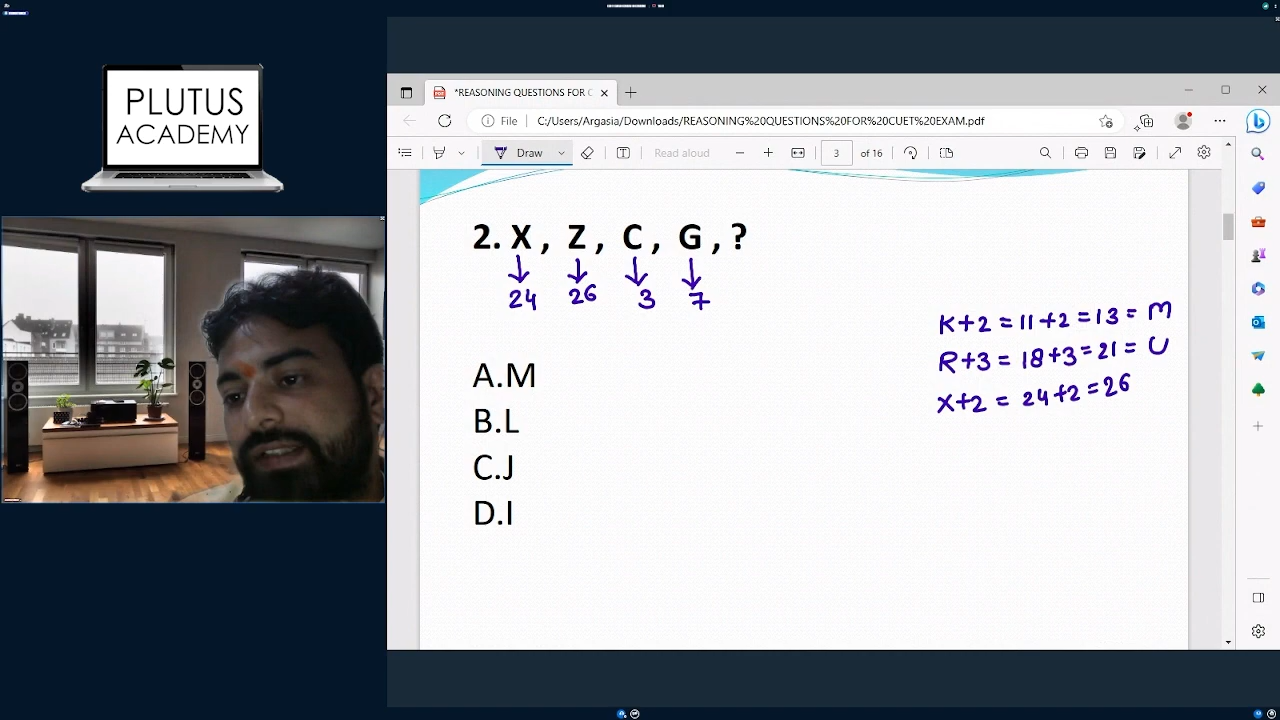 PLUTUS
ACADEMY
*REASONING QUESTIONS FOR C
File C:/Users/Argasia/Downloads/REASONING%20QUESTIONS%20FOR%20CUET%20EXAM.pdf
Draw Read aloud 3 of 16
2. X , Z , C , G , ?
24 26 3 7
K+2 = 11+2 = 13 = M
R+3 = 18+3 = 21 = U
X+2 = 24+2 = 26
A.M
B.L
C.J
D.I